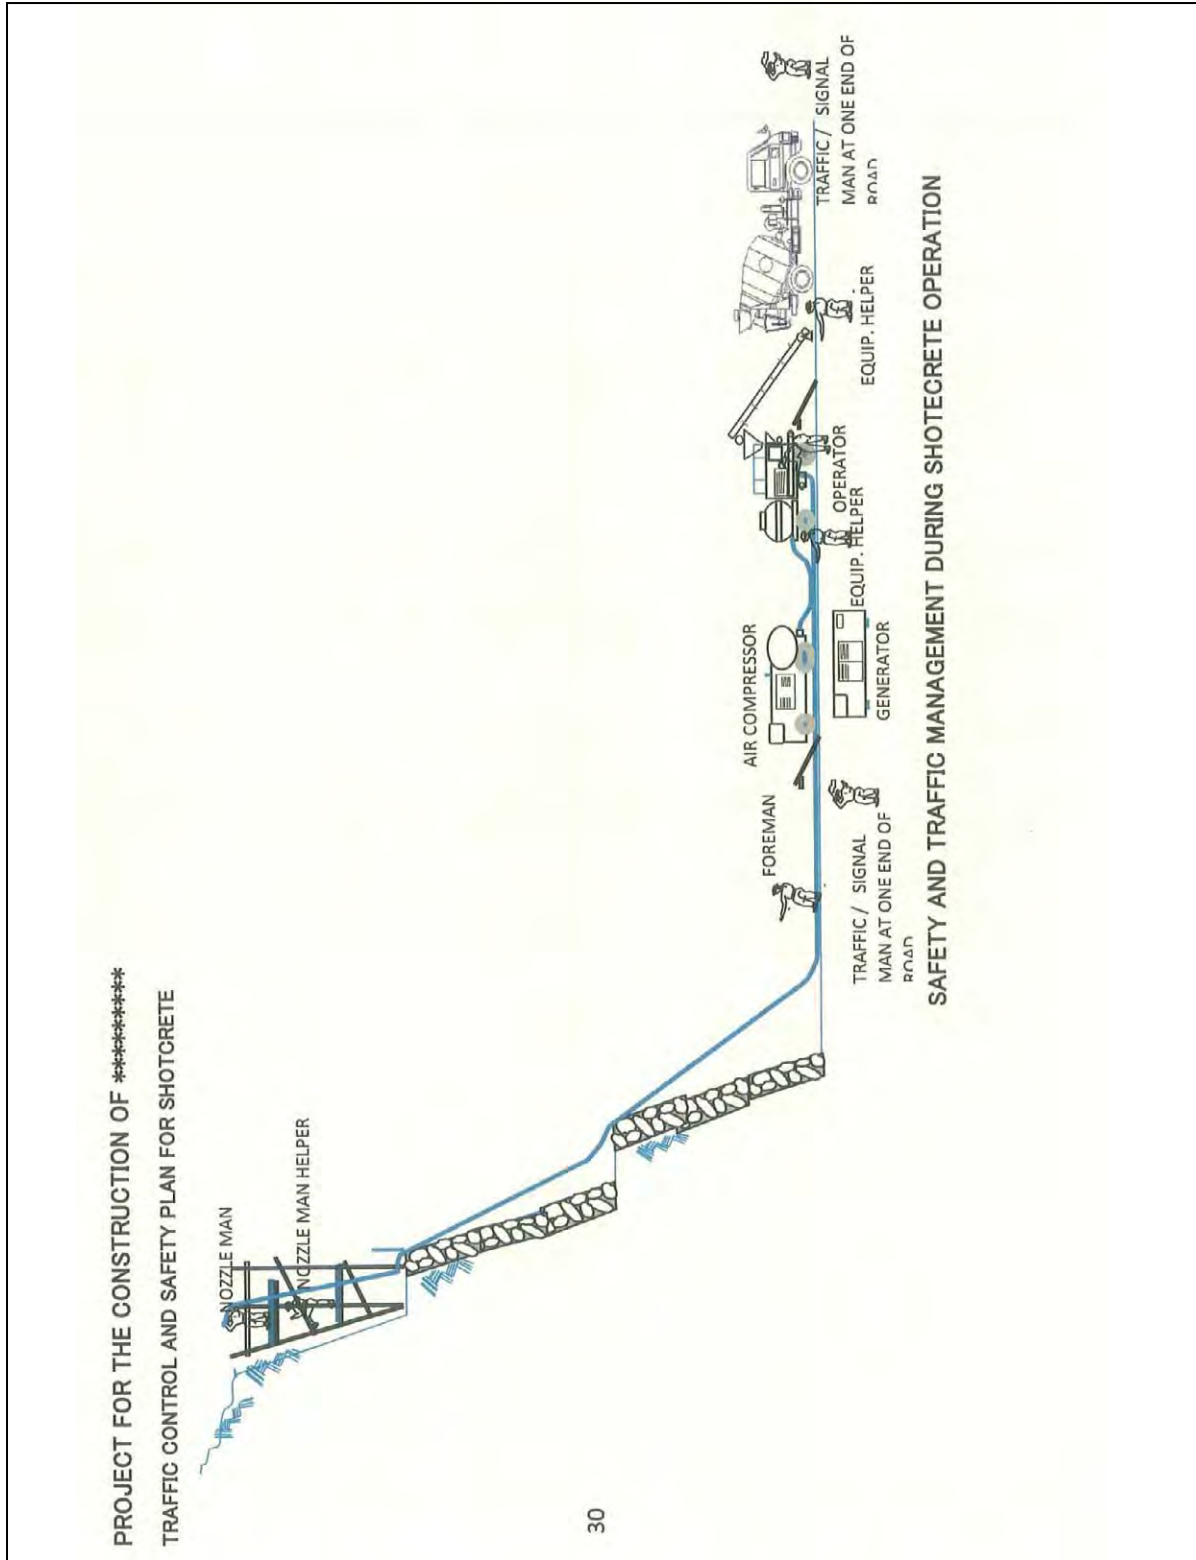 PROJECT FOR THE CONSTRUCTION OF *********
TRAFFIC CONTROL AND SAFETY PLAN FOR SHOTCRETE
NOZZLE MAN
NOZZLE MAN HELPER
FOREMAN
AIR COMPRESSOR
TRAFFIC / SIGNAL
MAN AT ONE END OF
ROAD
GENERATOR
EQUIP. HELPER
OPERATOR
EQUIP. HELPER
TRAFFIC / SIGNAL
MAN AT ONE END OF
ROAD
SAFETY AND TRAFFIC MANAGEMENT DURING SHOTECRETE OPERATION
30